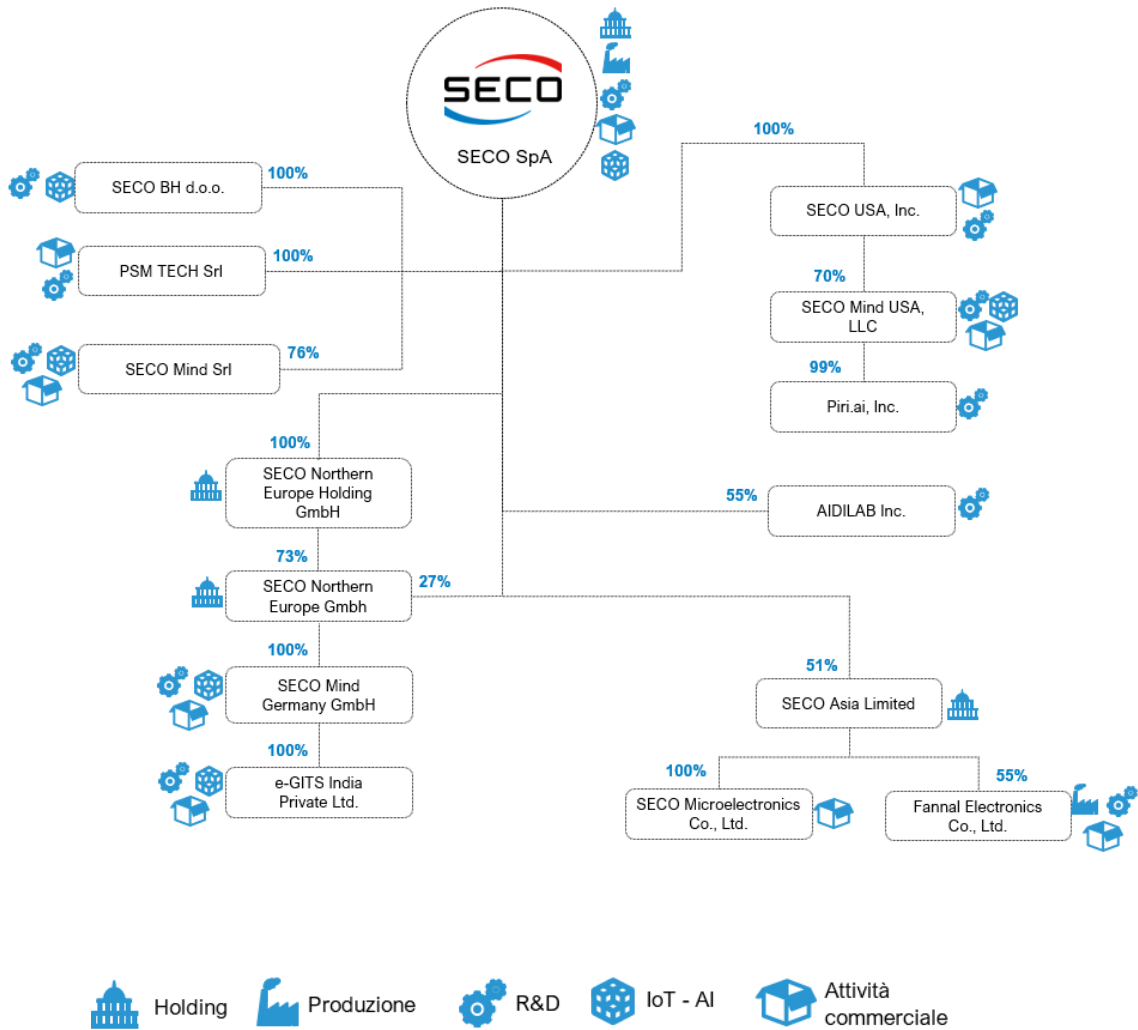 SECO
SECO SpA
100%
SECO BH d.o.o.
100%
PSM TECH Srl
100%
SECO Mind Srl
76%
100%
SECO USA, Inc.
70%
SECO Mind USA,
LLC
99%
Piri.ai, Inc.
55%
AIDILAB Inc.
100%
SECO Northern
Europe Holding
GmbH
73%
SECO Northern
Europe Gmbh
27%
100%
SECO Mind
Germany GmbH
100%
e-GITS India
Private Ltd.
51%
SECO Asia Limited
100%
SECO Microelectronics
Co., Ltd.
55%
Fannal Electronics
Co., Ltd.
Holding
Produzione
R&D
IoT - AI
Attività
commerciale